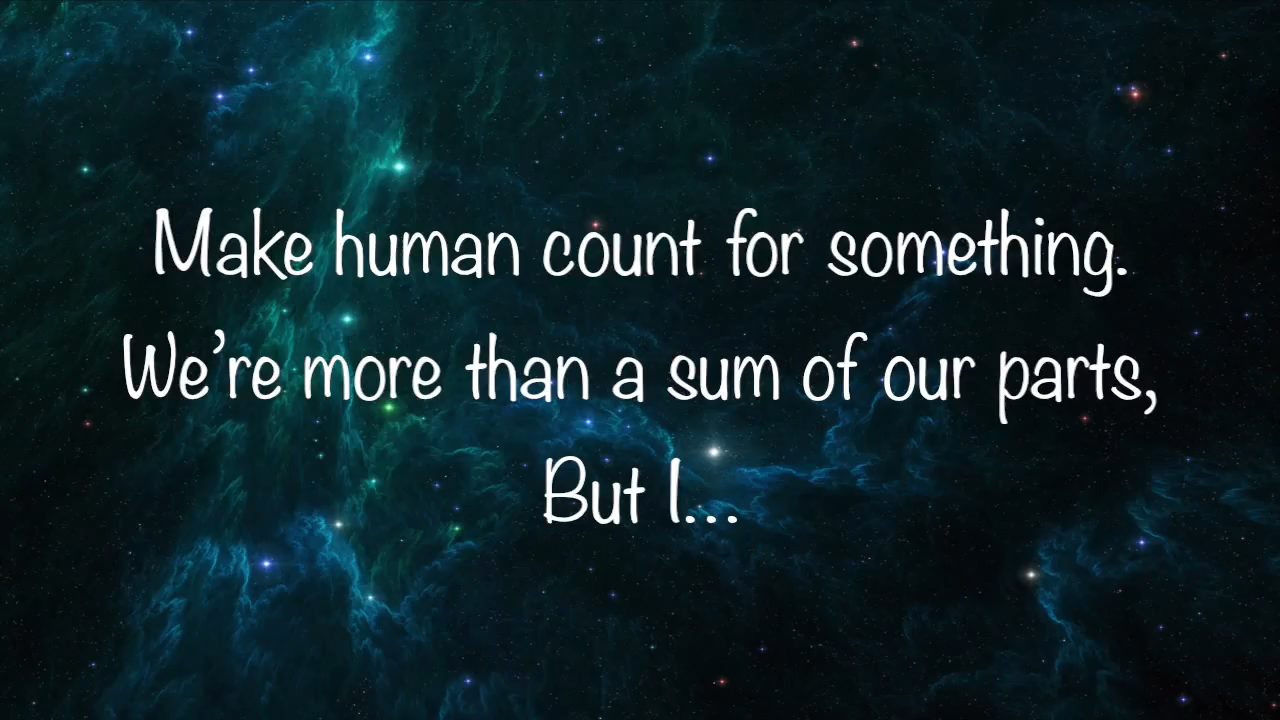 Make human count for something.
We’re more than a sum of our parts,
But I...